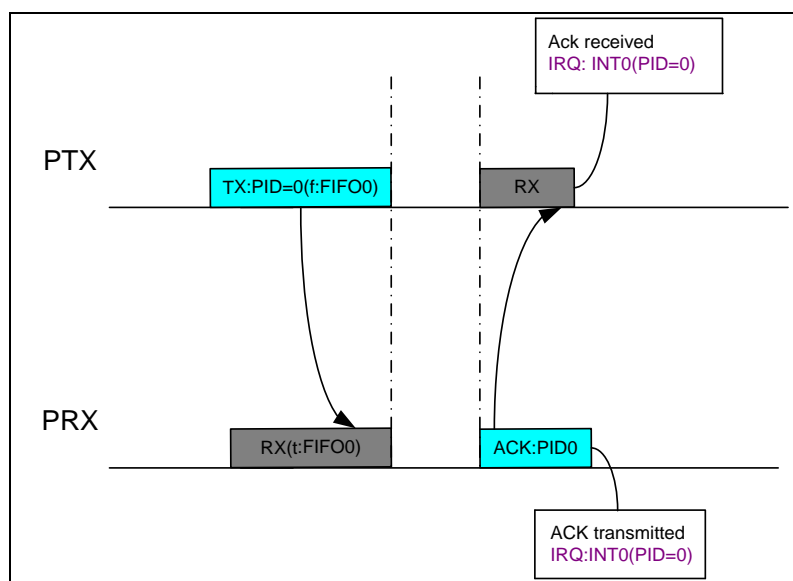 Ack received
IRQ: INT0(PID=0)
PTX
TX:PID=0(f:FIFO0)
RX
PRX
RX(t:FIFO0)
ACK:PID0
ACK transmitted
IRQ:INT0(PID=0)